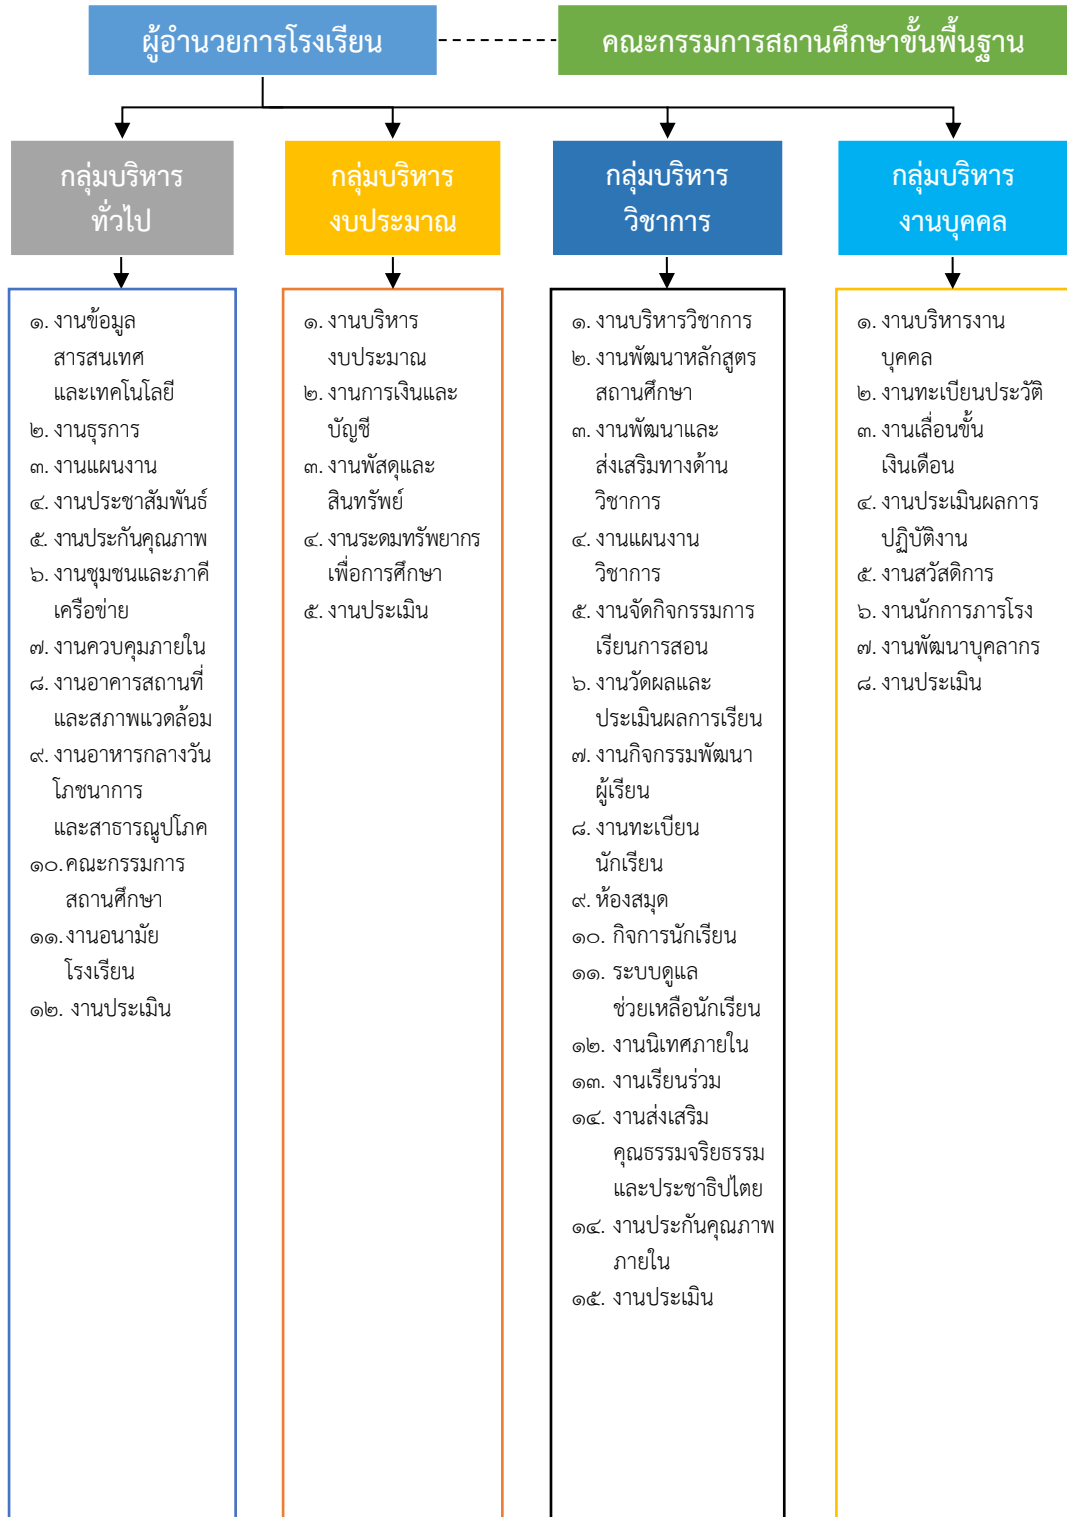 ผู้อำนวยการโรงเรียน
คณะกรรมการสถานศึกษาขั้นพื้นฐาน
กลุ่มบริหาร
ทั่วไป
กลุ่มบริหาร
งบประมาณ
กลุ่มบริหาร
วิชาการ
กลุ่มบริหาร
งานบุคคล
๑. งานข้อมูล
สารสนเทศ
และเทคโนโลยี
๒. งานธุรการ
๓. งานแผนงาน
๔. งานประชาสัมพันธ์
๕. งานประกันคุณภาพ
๖. งานชุมชนและภาคี
เครือข่าย
๗. งานควบคุมภายใน
๘. งานอาคารสถานที่
และสภาพแวดล้อม
๙. งานอาหารกลางวัน
โภชนาการ
และสาธารณูปโภค
๑๐.คณะกรรมการ
สถานศึกษา
๑๑.งานอนามัย
โรงเรียน
๑๒. งานประเมิน
๑. งานบริหาร
งบประมาณ
๒. งานการเงินและ
บัญชี
๓. งานพัสดุและ
สินทรัพย์
๔. งานระดมทรัพยากร
เพื่อการศึกษา
๕. งานประเมิน
๑. งานบริหารวิชาการ
๒. งานพัฒนาหลักสูตร
สถานศึกษา
๓. งานพัฒนาและ
ส่งเสริมทางด้าน
วิชาการ
๔. งานแผนงาน
วิชาการ
๕. งานจัดกิจกรรมการ
เรียนการสอน
๖. งานวัดผลและ
ประเมินผลการเรียน
๗. งานกิจกรรมพัฒนา
ผู้เรียน
๘. งานทะเบียน
นักเรียน
๙. ห้องสมุด
๑๐. กิจการนักเรียน
๑๑. ระบบดูแล
ช่วยเหลือนักเรียน
๑๒. งานนิเทศภายใน
๑๓. งานเรียนร่วม
๑๔. งานส่งเสริม
คุณธรรมจริยธรรม
และประชาธิปไตย
๑๔. งานประกันคุณภาพ
ภายใน
๑๕. งานประเมิน
๑. งานบริหารงาน
บุคคล
๒. งานทะเบียนประวัติ
๓. งานเลื่อนขั้น
เงินเดือน
๔. งานประเมินผลการ
ปฏิบัติงาน
๕. งานสวัสดิการ
๖. งานนักการภารโรง
๗. งานพัฒนาบุคลากร
๘. งานประเมิน